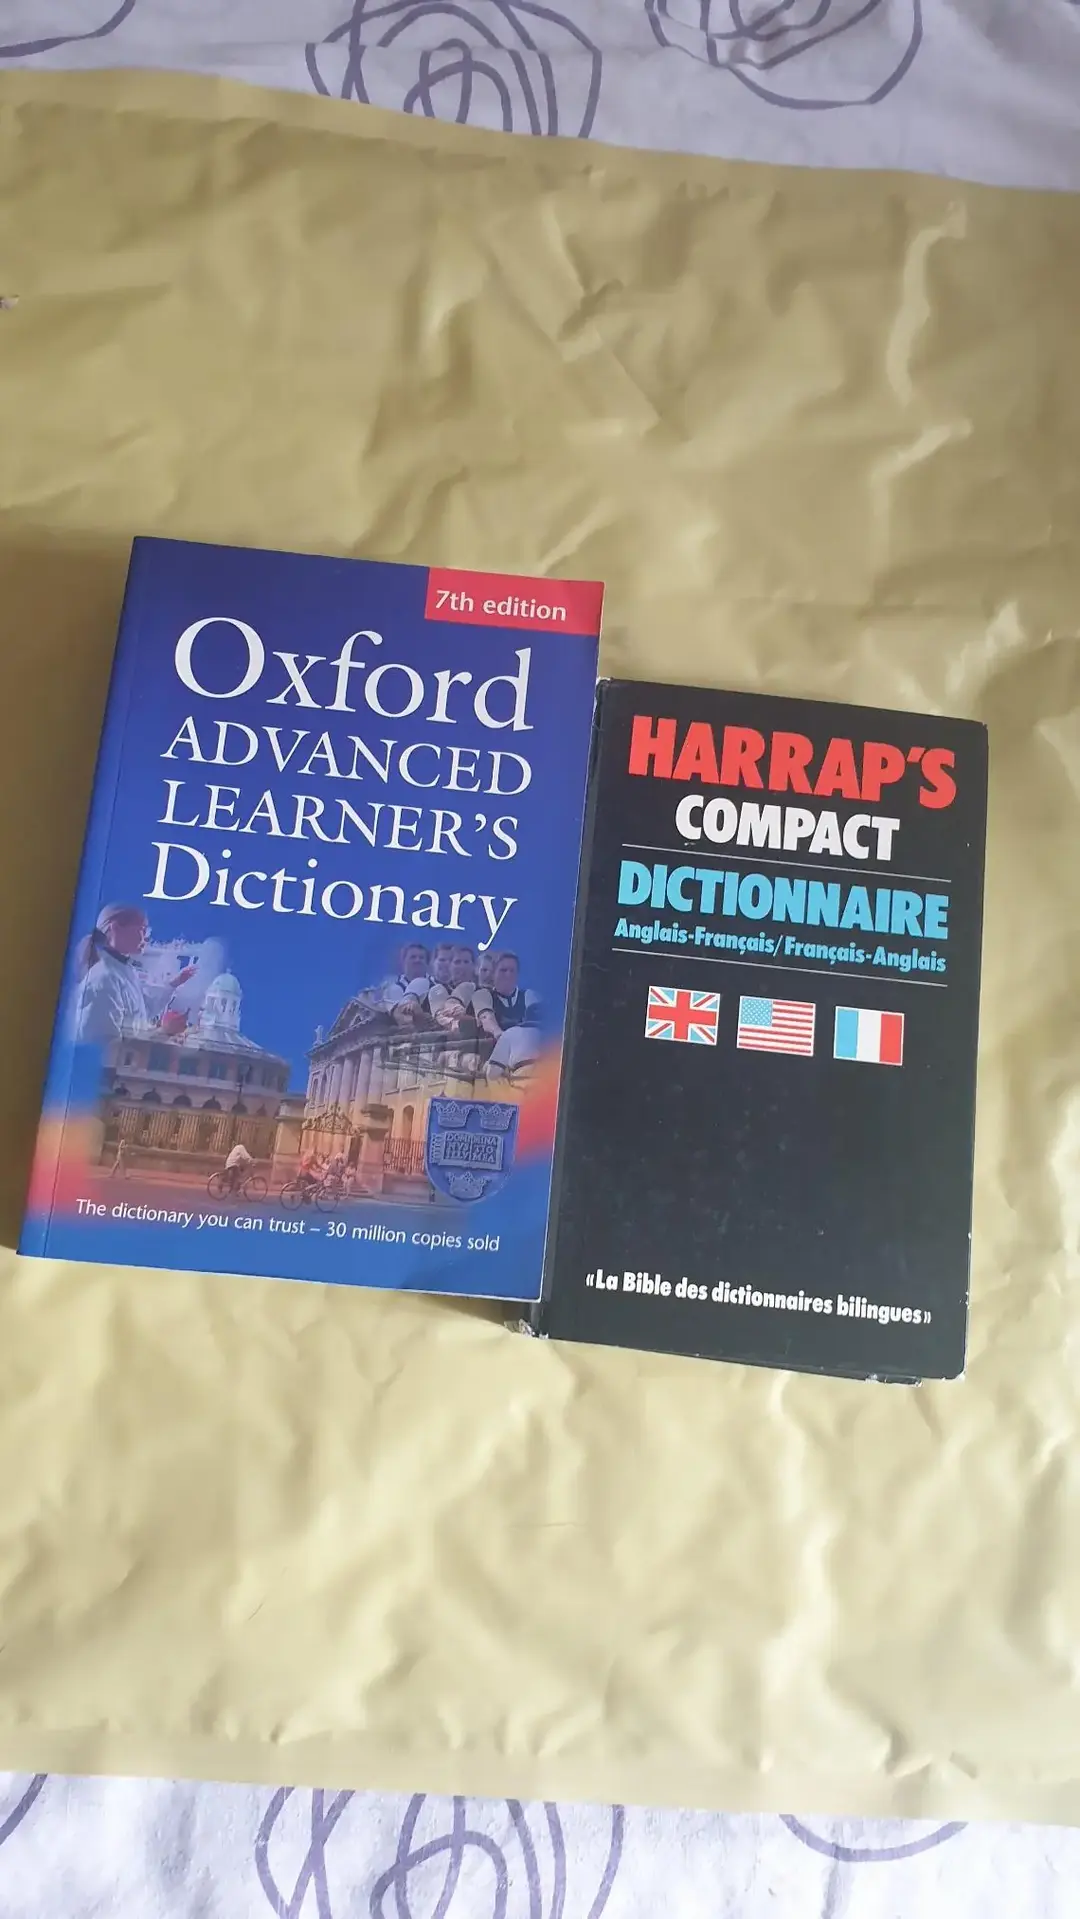 7th edition
Oxford
ADVANCED
LEARNER'S
Dictionary
The dictionary you can trust – 30 million copies sold
HARRAP'S
COMPACT
DICTIONNAIRE
Anglais-Français/Français-Anglais
«La Bible des dictionnaires bilingues»